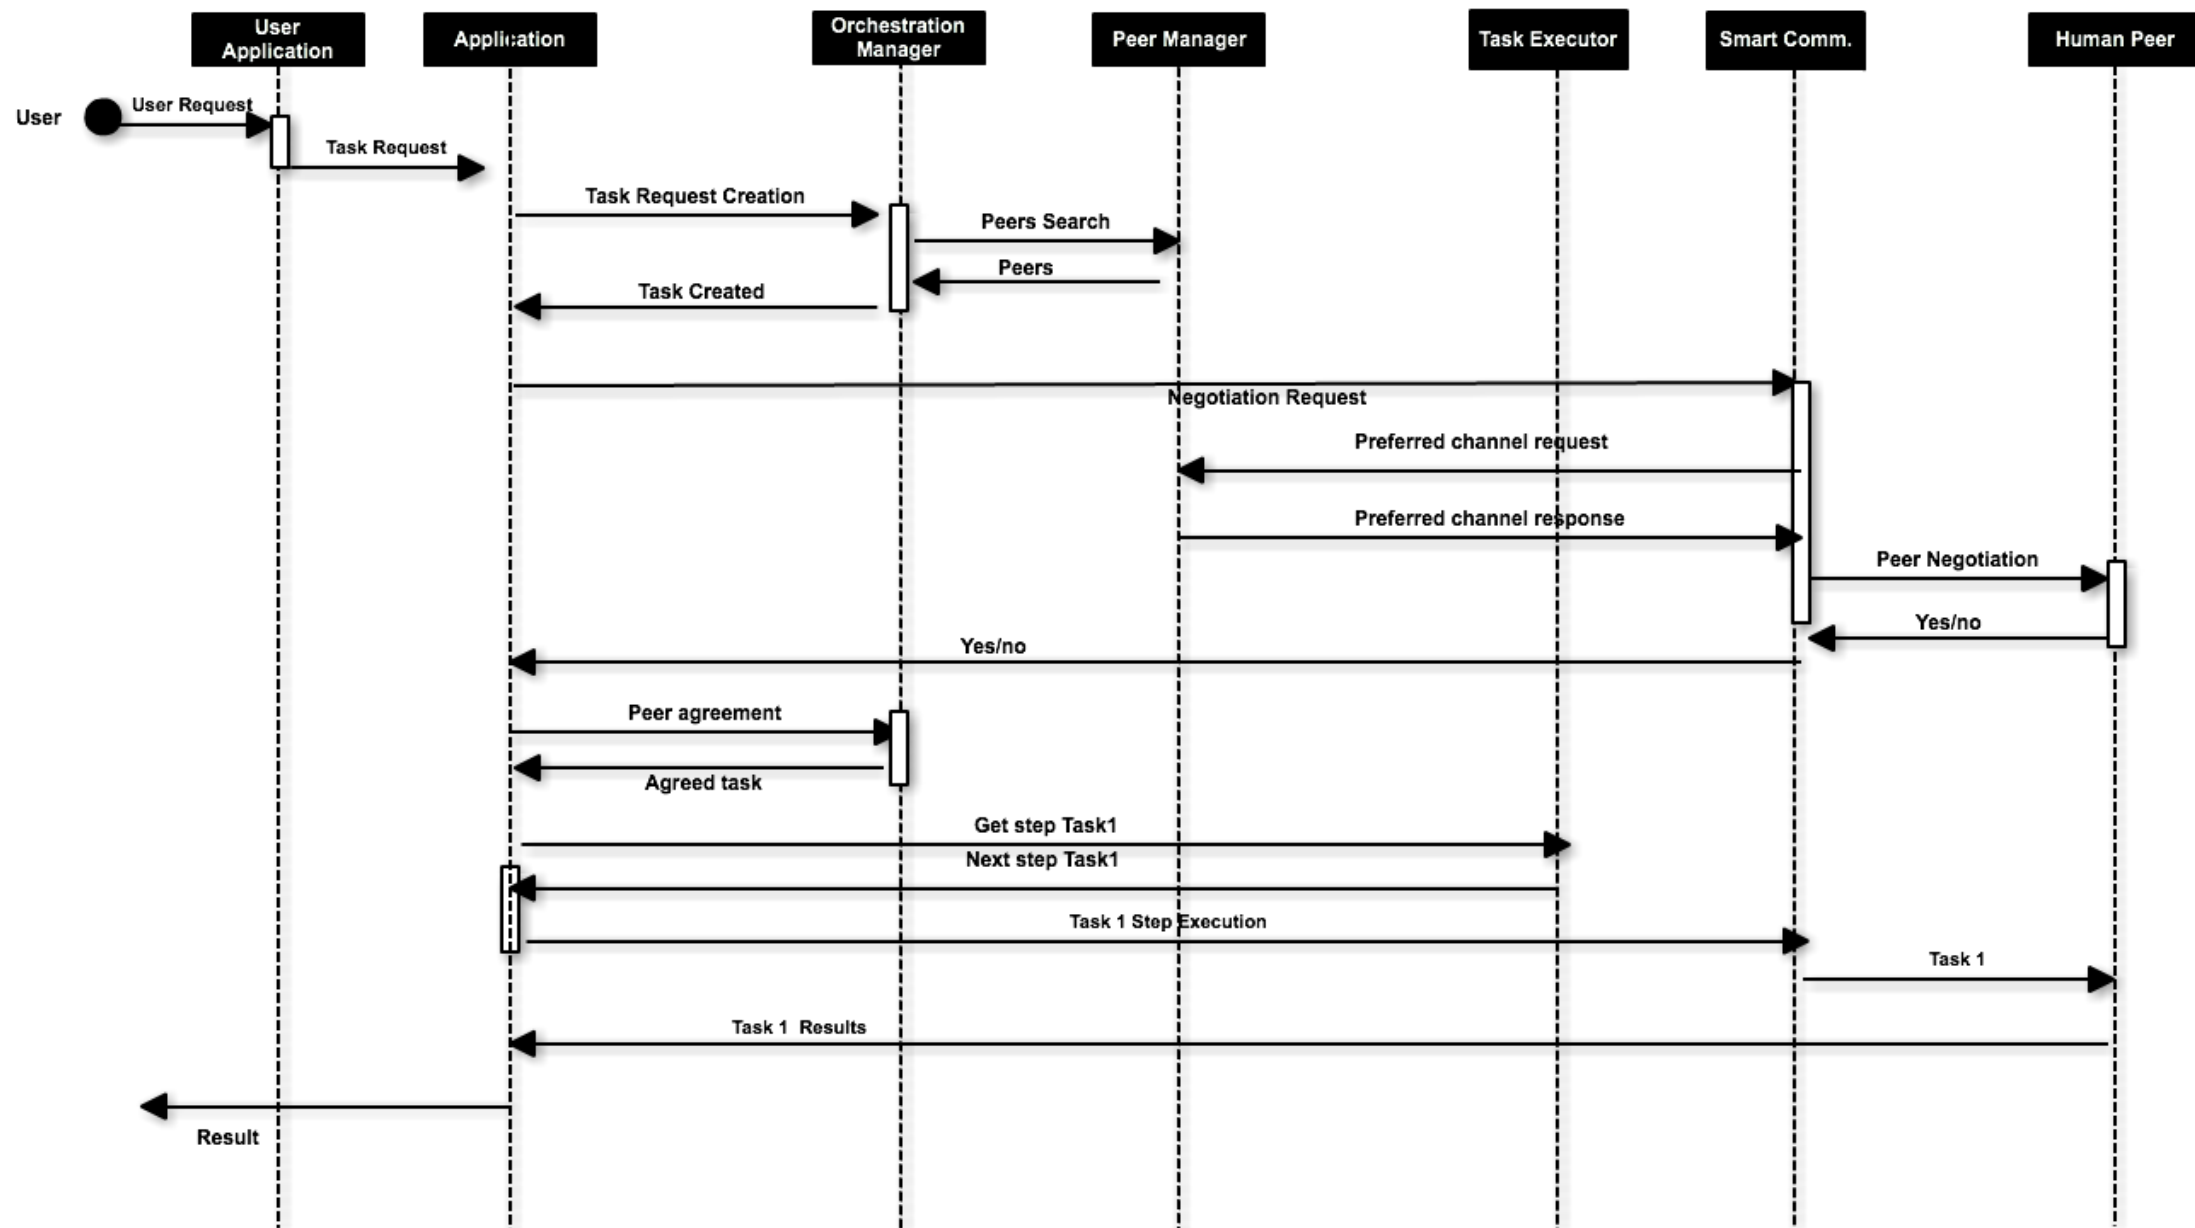 User
Application
Application
Orchestration
Manager
Peer Manager
Task Executor
Smart Comm.
Human Peer
User
User Request
Task Request
Task Request Creation
Peers Search
Peers
Task Created
Negotiation Request
Preferred channel request
Preferred channel response
Peer Negotiation
Yes/no
Yes/no
Peer agreement
Agreed task
Get step Task1
Next step Task1
Task 1 Step Execution
Task 1
Task 1  Results
Result